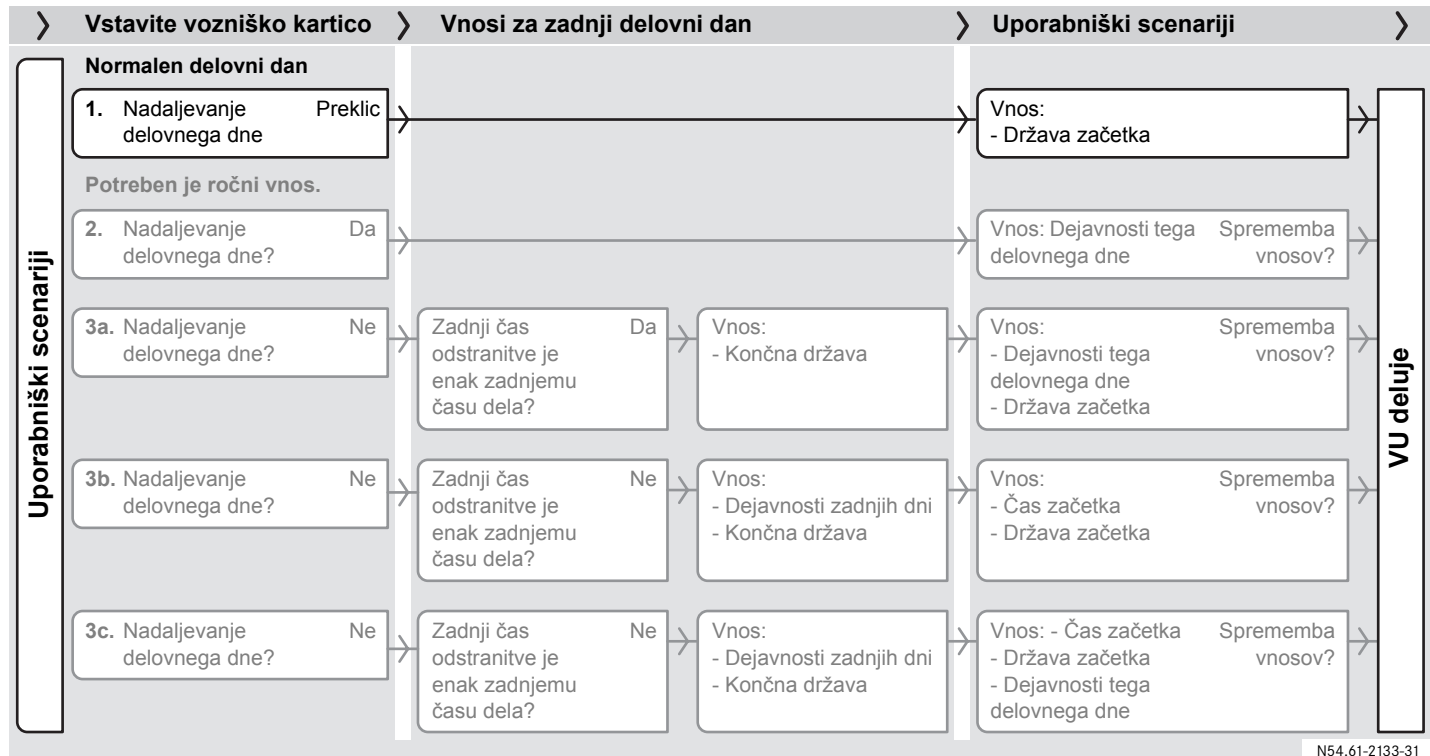 Vstavite vozniško kartico
Vnosi za zadnji delovni dan
Uporabniški scenariji
Uporabniški scenariji
Normalen delovni dan
1. Nadaljevanje Preklic
delovnega dne
Vnos:
- Država začetka
Potreben je ročni vnos.
2. Nadaljevanje Da
delovnega dne?
Vnos: Dejavnosti tega Sprememba
delovnega dne vnosov?
3a. Nadaljevanje Ne
delovnega dne?
Zadnji čas Da
odstranitve je
enak zadnjemu
času dela?
Vnos:
- Končna država
Vnos: Sprememba
- Dejavnosti tega vnosov?
delovnega dne
- Država začetka
3b. Nadaljevanje Ne
delovnega dne?
Zadnji čas Ne
odstranitve je
enak zadnjemu
času dela?
Vnos:
- Dejavnosti zadnjih dni
- Končna država
Vnos: Sprememba
- Čas začetka vnosov?
- Država začetka
3c. Nadaljevanje Ne
delovnega dne?
Zadnji čas Ne
odstranitve je
enak zadnjemu
času dela?
Vnos:
- Dejavnosti zadnjih dni
- Končna država
Vnos: - Čas začetka Sprememba
- Država začetka vnosov?
- Dejavnosti tega
delovnega dne
VU deluje
N54.61-2133-31